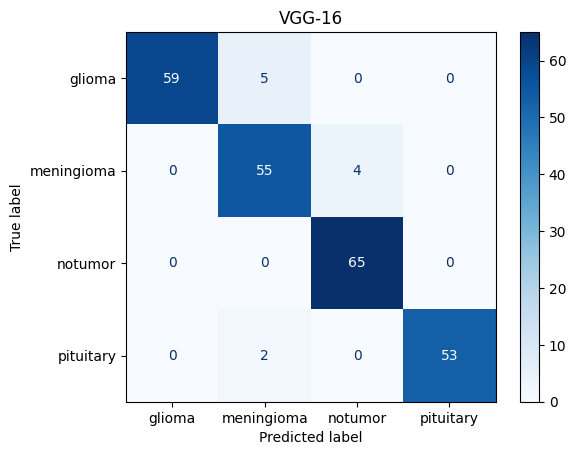 VGG-16
glioma 59 5 0 0
meningioma 0 55 4 0
notumor 0 0 65 0
pituitary 0 2 0 53
glioma meningioma notumor pituitary
True label
Predicted label
60
50
40
30
20
10
0